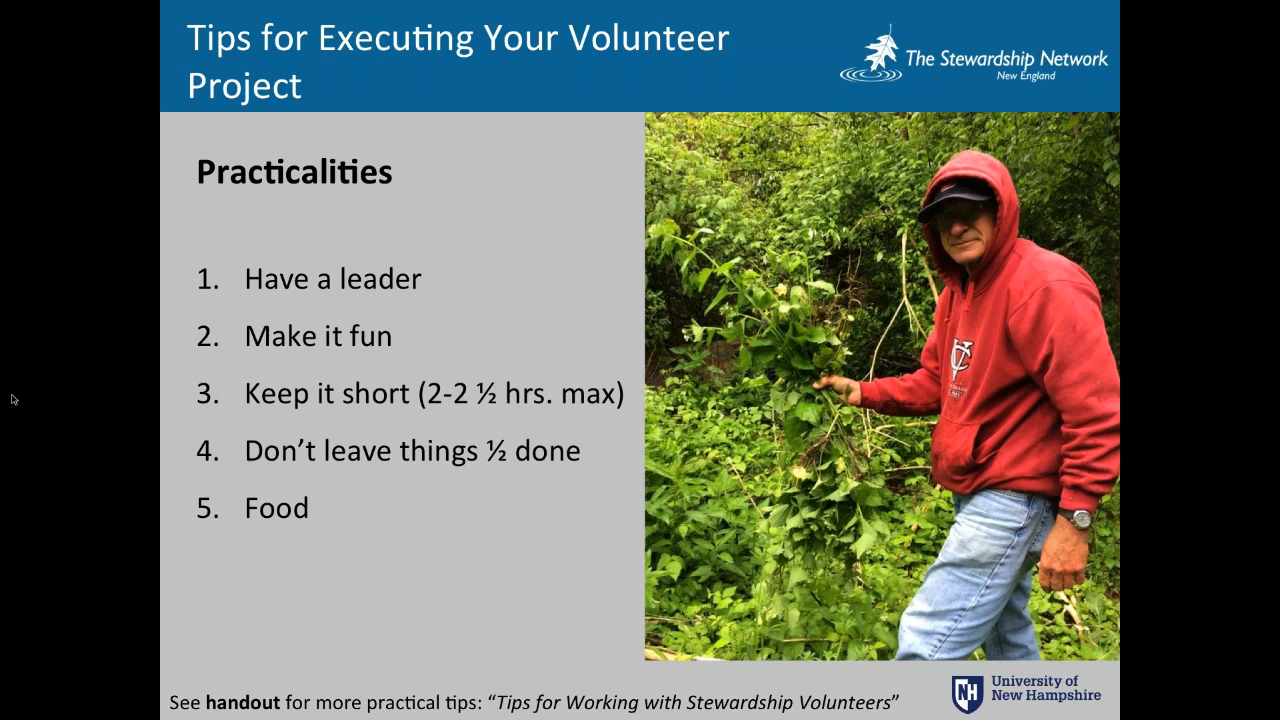 Tips for Executing Your Volunteer
Project
The Stewardship Network
New England
Practicalities
1. Have a leader
2. Make it fun
3. Keep it short (2-2 ½ hrs. max)
4. Don’t leave things ½ done
5. Food
See handout for more practical tips: “Tips for Working with Stewardship Volunteers”
NH
University of
New Hampshire